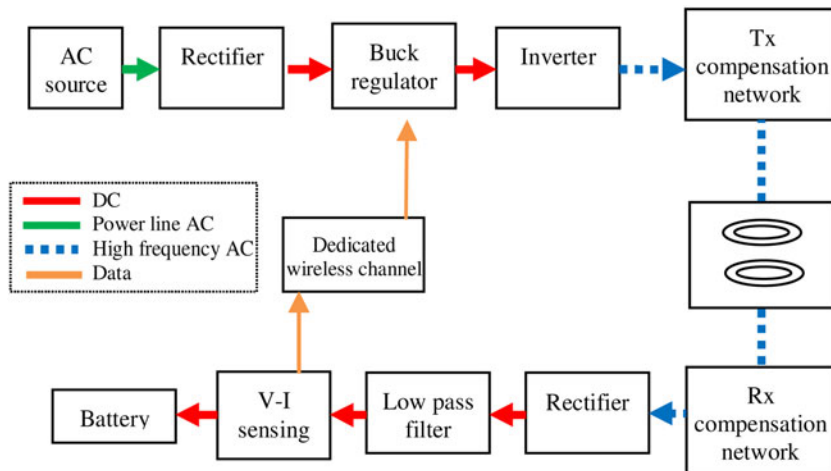 AC
source
Rectifier
Buck
regulator
Inverter
Tx
compensation
network
DC
Power line AC
High frequency AC
Data
Dedicated
wireless channel
Battery
V-I
sensing
Low pass
filter
Rectifier
Rx
compensation
network